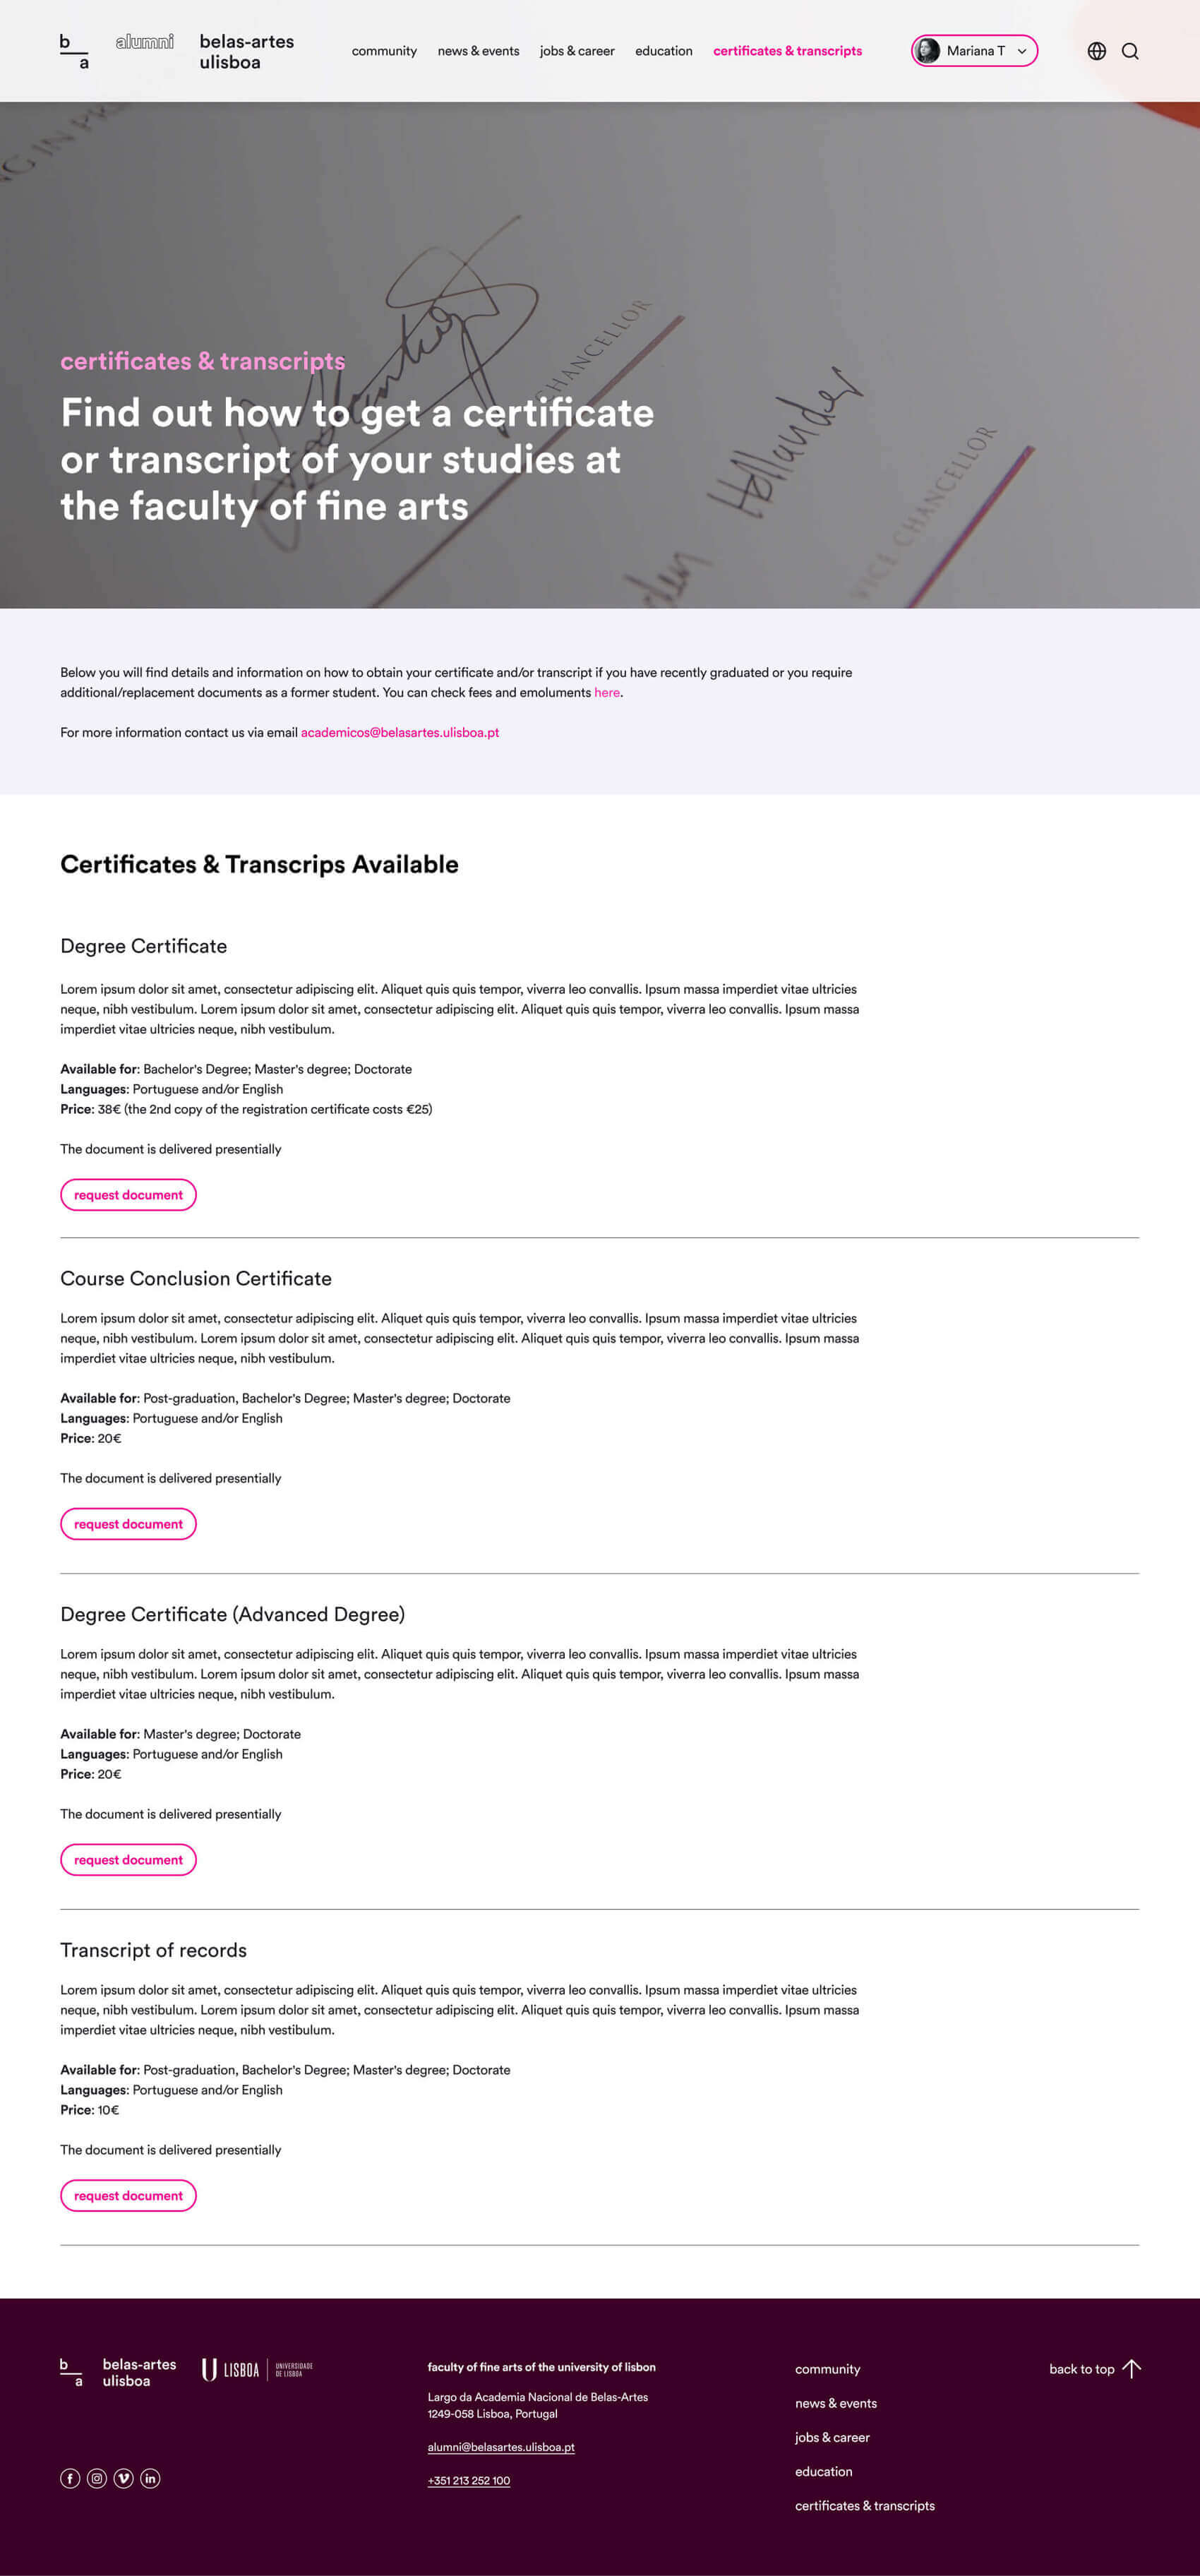 b
a
alumni
belas-artes
ulisboa
community
news & events
jobs & career
education
certificates & transcripts
Mariana T
G IN PR
CHANCELLOR
Hollander
VICE CHANCELLOR
den
certificates & transcripts
Find out how to get a certificate
or transcript of your studies at
the faculty of fine arts
Below you will find details and information on how to obtain your certificate and/or transcript if you have recently graduated or you require
additional/replacement documents as a former student. You can check fees and emoluments here.
For more information contact us via email academicos@belasartes.ulisboa.pt
Certificates & Transcrips Available
Degree Certificate
Lorem ipsum dolor sit amet, consectetur adipiscing elit. Aliquet quis quis tempor, viverra leo convallis. Ipsum massa imperdiet vitae ultricies
neque, nibh vestibulum. Lorem ipsum dolor sit amet, consectetur adipiscing elit. Aliquet quis quis tempor, viverra leo convallis. Ipsum massa
imperdiet vitae ultricies neque, nibh vestibulum.
Available for: Bachelor's Degree; Master's degree; Doctorate
Languages: Portuguese and/or English
Price: 38€ (the 2nd copy of the registration certificate costs €25)
The document is delivered presentially
request document
Course Conclusion Certificate
Lorem ipsum dolor sit amet, consectetur adipiscing elit. Aliquet quis quis tempor, viverra leo convallis. Ipsum massa imperdiet vitae ultricies
neque, nibh vestibulum. Lorem ipsum dolor sit amet, consectetur adipiscing elit. Aliquet quis quis tempor, viverra leo convallis. Ipsum massa
imperdiet vitae ultricies neque, nibh vestibulum.
Available for: Post-graduation, Bachelor's Degree; Master's degree; Doctorate
Languages: Portuguese and/or English
Price: 20€
The document is delivered presentially
request document
Degree Certificate (Advanced Degree)
Lorem ipsum dolor sit amet, consectetur adipiscing elit. Aliquet quis quis tempor, viverra leo convallis. Ipsum massa imperdiet vitae ultricies
neque, nibh vestibulum. Lorem ipsum dolor sit amet, consectetur adipiscing elit. Aliquet quis quis tempor, viverra leo convallis. Ipsum massa
imperdiet vitae ultricies neque, nibh vestibulum.
Available for: Master's degree; Doctorate
Languages: Portuguese and/or English
Price: 20€
The document is delivered presentially
request document
Transcript of records
Lorem ipsum dolor sit amet, consectetur adipiscing elit. Aliquet quis quis tempor, viverra leo convallis. Ipsum massa imperdiet vitae ultricies
neque, nibh vestibulum. Lorem ipsum dolor sit amet, consectetur adipiscing elit. Aliquet quis quis tempor, viverra leo convallis. Ipsum massa
imperdiet vitae ultricies neque, nibh vestibulum.
Available for: Post-graduation, Bachelor's Degree; Master's degree; Doctorate
Languages: Portuguese and/or English
Price: 10€
The document is delivered presentially
request document
b
a
belas-artes
ulisboa
U LISBOA
UNIVERSIDADE
DE LISBOA
faculty of fine arts of the university of lisbon
Largo da Academia Nacional de Belas-Artes
1249-058 Lisboa, Portugal
alumni@belasartes.ulisboa.pt
+351 213 252 100
community
news & events
jobs & career
education
certificates & transcripts
back to top